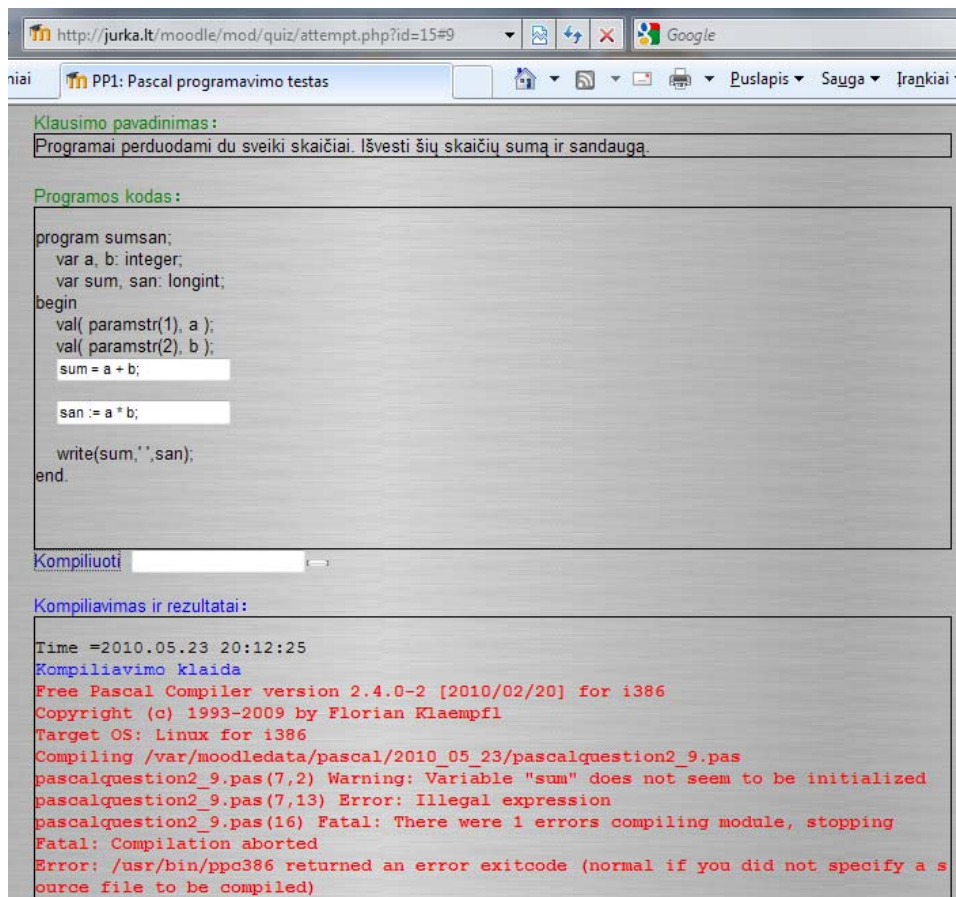 http://jurka.lt/moodle/mod/quiz/attempt.php?id=15#9 Google
niai PP1: Pascal programavimo testas Puslapis Sauga Įrankiai
Klausimo pavadinimas:
Programai perduodami du sveiki skaičiai. Išvesti šių skaičių sumą ir sandaugą.
Programos kodas:
program sumsan;
var a, b: integer;
var sum, san: longint;
begin
val( paramstr(1), a );
val( paramstr(2), b );
sum = a + b;
san := a * b;
write(sum,' ',san);
end.
Kompiliuoti
Kompiliavimas ir rezultatai:
Time =2010.05.23 20:12:25
Kompiliavimo klaida
Free Pascal Compiler version 2.4.0-2 [2010/02/20] for i386
Copyright (c) 1993-2009 by Florian Klaempfl
Target OS: Linux for i386
Compiling /var/moodledata/pascal/2010_05_23/pascalquestion2_9.pas
pascalquestion2_9.pas(7,2) Warning: Variable "sum" does not seem to be initialized
pascalquestion2_9.pas(7,13) Error: Illegal expression
pascalquestion2_9.pas(16) Fatal: There were 1 errors compiling module, stopping
Fatal: Compilation aborted
Error: /usr/bin/ppc386 returned an error exitcode (normal if you did not specify a s
ource file to be compiled)